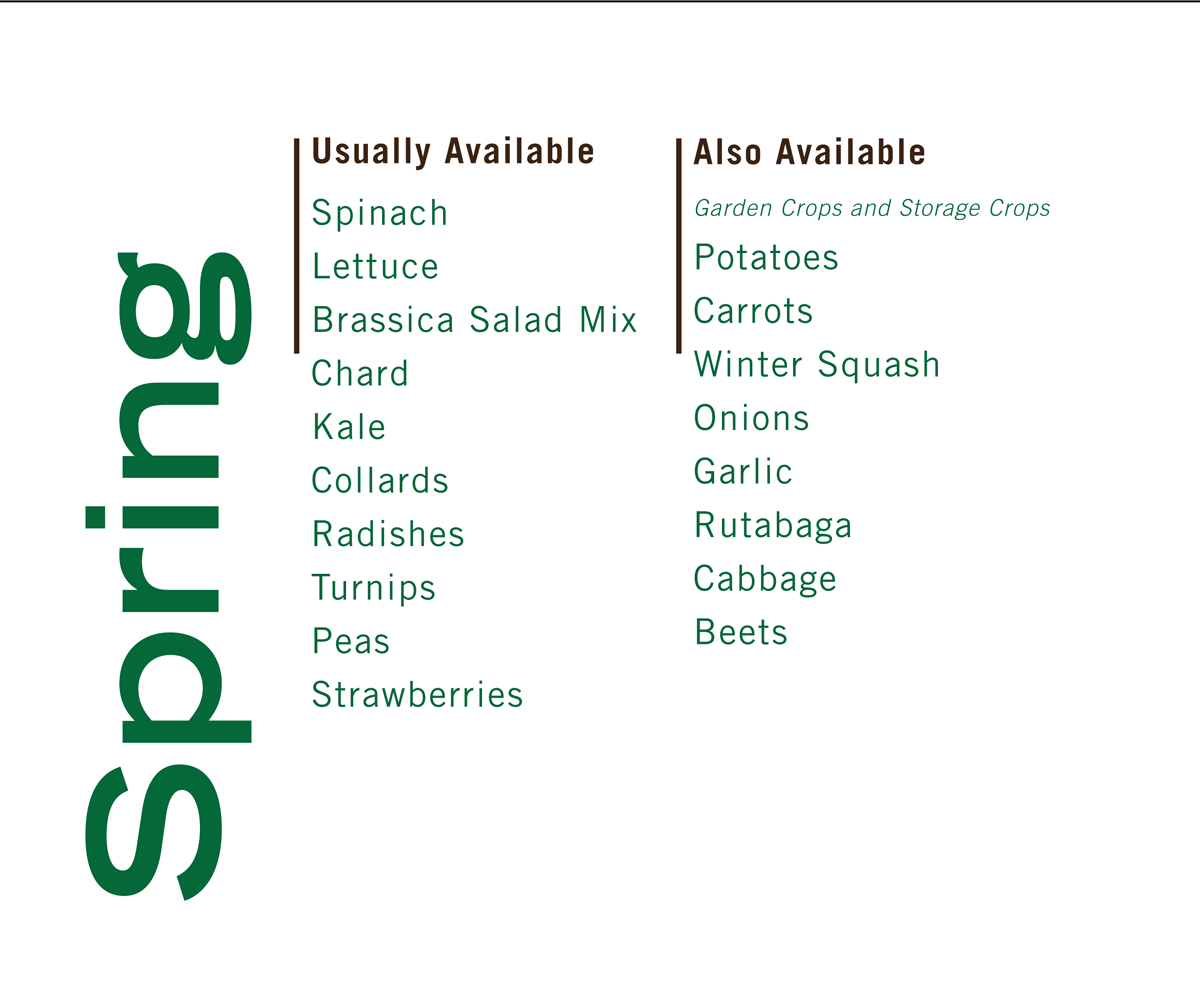 Spring
Usually Available
Spinach
Lettuce
Brassica Salad Mix
Chard
Kale
Collards
Radishes
Turnips
Peas
Strawberries
Also Available
Garden Crops and Storage Crops
Potatoes
Carrots
Winter Squash
Onions
Garlic
Rutabaga
Cabbage
Beets